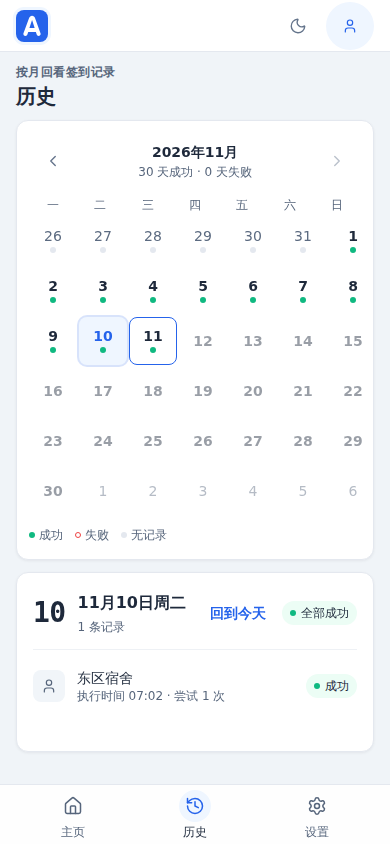 A
按月回看签到记录
历史
2026年11月
30 天成功 · 0 天失败
一 二 三 四 五 六 日
26 27 28 29 30 31 1
2 3 4 5 6 7 8
9 10 11 12 13 14 15
16 17 18 19 20 21 22
23 24 25 26 27 28 29
30 1 2 3 4 5 6
成功 失败 无记录
10 11月10日周二 回到今天 全部成功
1 条记录
东区宿舍
执行时间 07:02 · 尝试 1 次 成功
主页 历史 设置